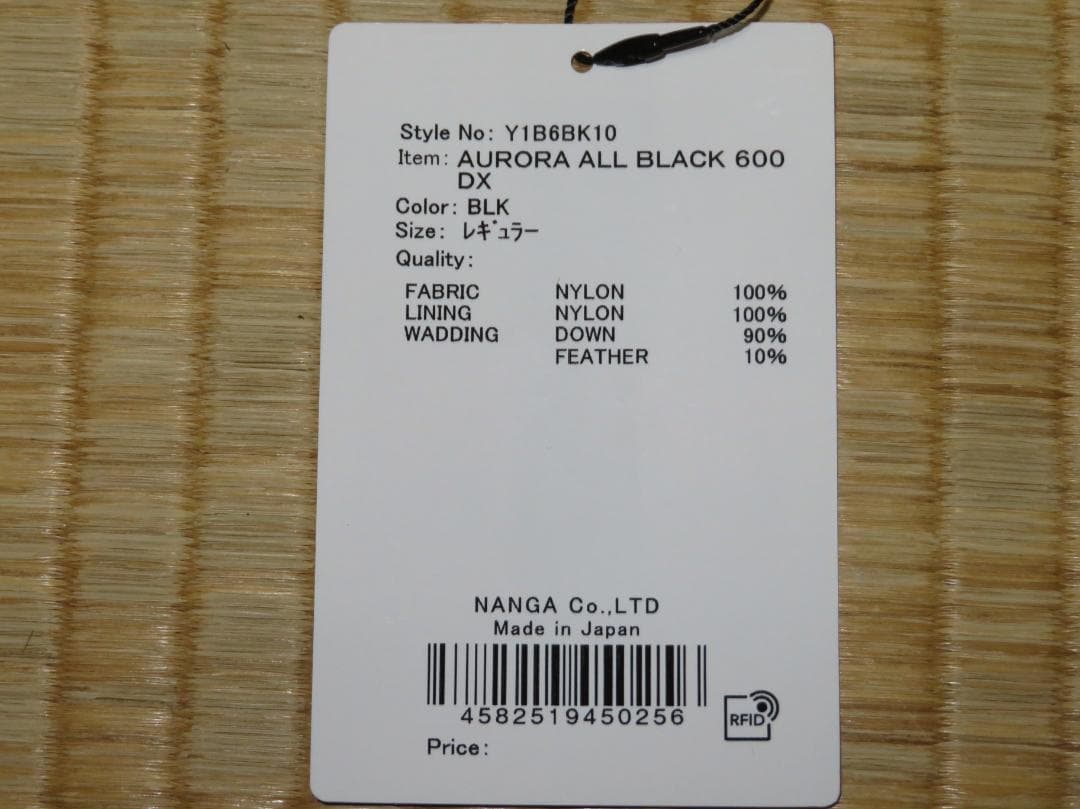 Style No: Y1B6BK10
Item: AURORA ALL BLACK 600
DX
Color: BLK
Size: ﾚｷﾞｭﾗｰ
Quality:
FABRIC NYLON 100%
LINING NYLON 100%
WADDING DOWN 90%
FEATHER 10%
NANGA Co.,LTD
Made in Japan
4582519450256
RFID
Price: